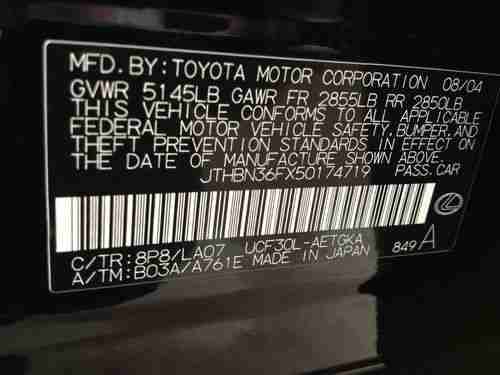 MFD. BY: TOYOTA MOTOR CORPORATION 08/04
GVWR 5145LB GAWR FR 2855LB RR 2850LB
THIS VEHICLE CONFORMS TO ALL APPLICABLE
FEDERAL MOTOR VEHICLE SAFETY, BUMPER, AND
THEFT PREVENTION STANDARDS IN EFFECT ON
THE DATE OF MANUFACTURE SHOWN ABOVE.
JTHBN36FX50174719 PASS. CAR
C/TR: 8P8/LA07 UCF30L-AETGKA
A/TM: B03A/A761E MADE IN JAPAN 849 A